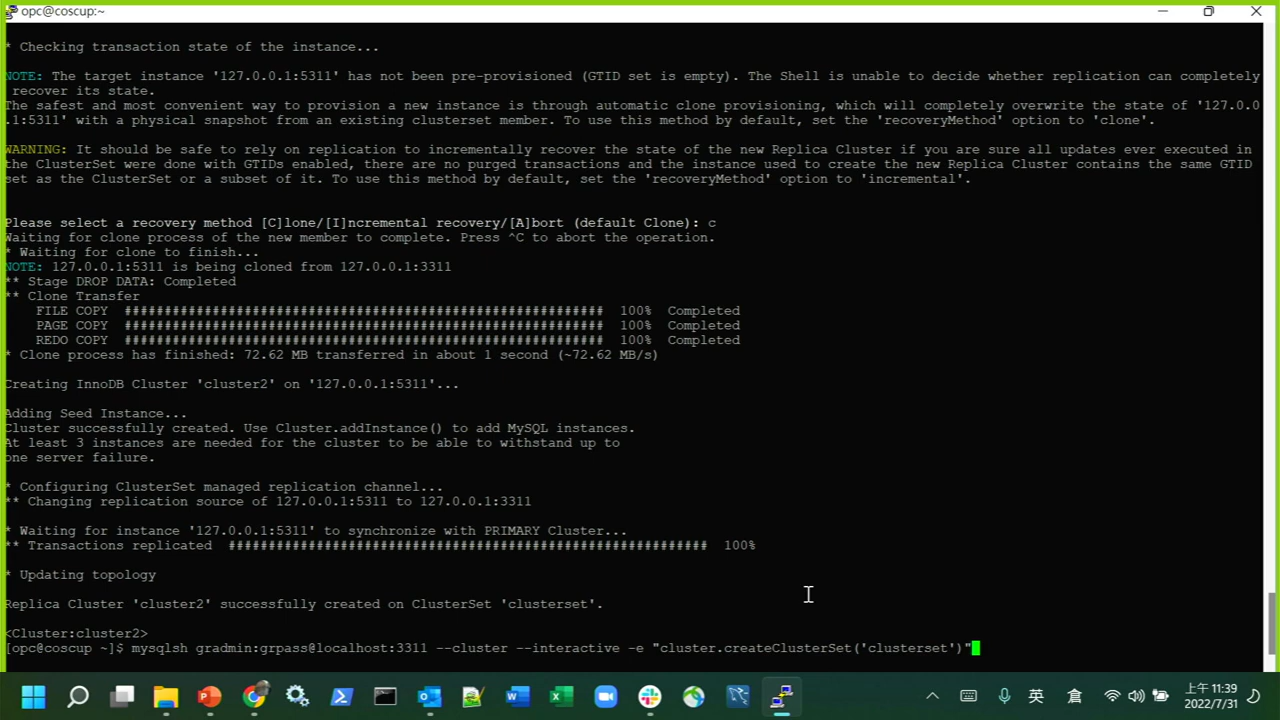 opc@coscup:~
* Checking transaction state of the instance...
NOTE: The target instance '127.0.0.1:5311' has not been pre-provisioned (GTID set is empty). The Shell is unable to decide whether replication can completely
recover its state.
The safest and most convenient way to provision a new instance is through automatic clone provisioning, which will completely overwrite the state of '127.0.0
.1:5311' with a physical snapshot from an existing clusterset member. To use this method by default, set the 'recoveryMethod' option to 'clone'.
WARNING: It should be safe to rely on replication to incrementally recover the state of the new Replica Cluster if you are sure all updates ever executed in
the ClusterSet were done with GTIDs enabled, there are no purged transactions and the instance used to create the new Replica Cluster contains the same GTID
set as the ClusterSet or a subset of it. To use this method by default, set the 'recoveryMethod' option to 'incremental'.
Please select a recovery method [C]lone/[I]ncremental recovery/[A]bort (default Clone): c
Waiting for clone process of the new member to complete. Press ^C to abort the operation.
* Waiting for clone to finish...
NOTE: 127.0.0.1:5311 is being cloned from 127.0.0.1:3311
** Stage DROP DATA: Completed
** Clone Transfer
FILE COPY ############################################################ 100% Completed
PAGE COPY ############################################################ 100% Completed
REDO COPY ############################################################ 100% Completed
* Clone process has finished: 72.62 MB transferred in about 1 second (~72.62 MB/s)
Creating InnoDB Cluster 'cluster2' on '127.0.0.1:5311'...
Adding Seed Instance...
Cluster successfully created. Use Cluster.addInstance() to add MySQL instances.
At least 3 instances are needed for the cluster to be able to withstand up to
one server failure.
* Configuring ClusterSet managed replication channel...
** Changing replication source of 127.0.0.1:5311 to 127.0.0.1:3311
* Waiting for instance '127.0.0.1:5311' to synchronize with PRIMARY Cluster...
** Transactions replicated ############################################################ 100%
* Updating topology
Replica Cluster 'cluster2' successfully created on ClusterSet 'clusterset'.
<Cluster:cluster2>
[opc@coscup ~]$ mysqlsh gradmin:grpass@localhost:3311 --cluster --interactive -e "cluster.createClusterSet('clusterset')"
英
倉
上午 11:39
2022/7/31